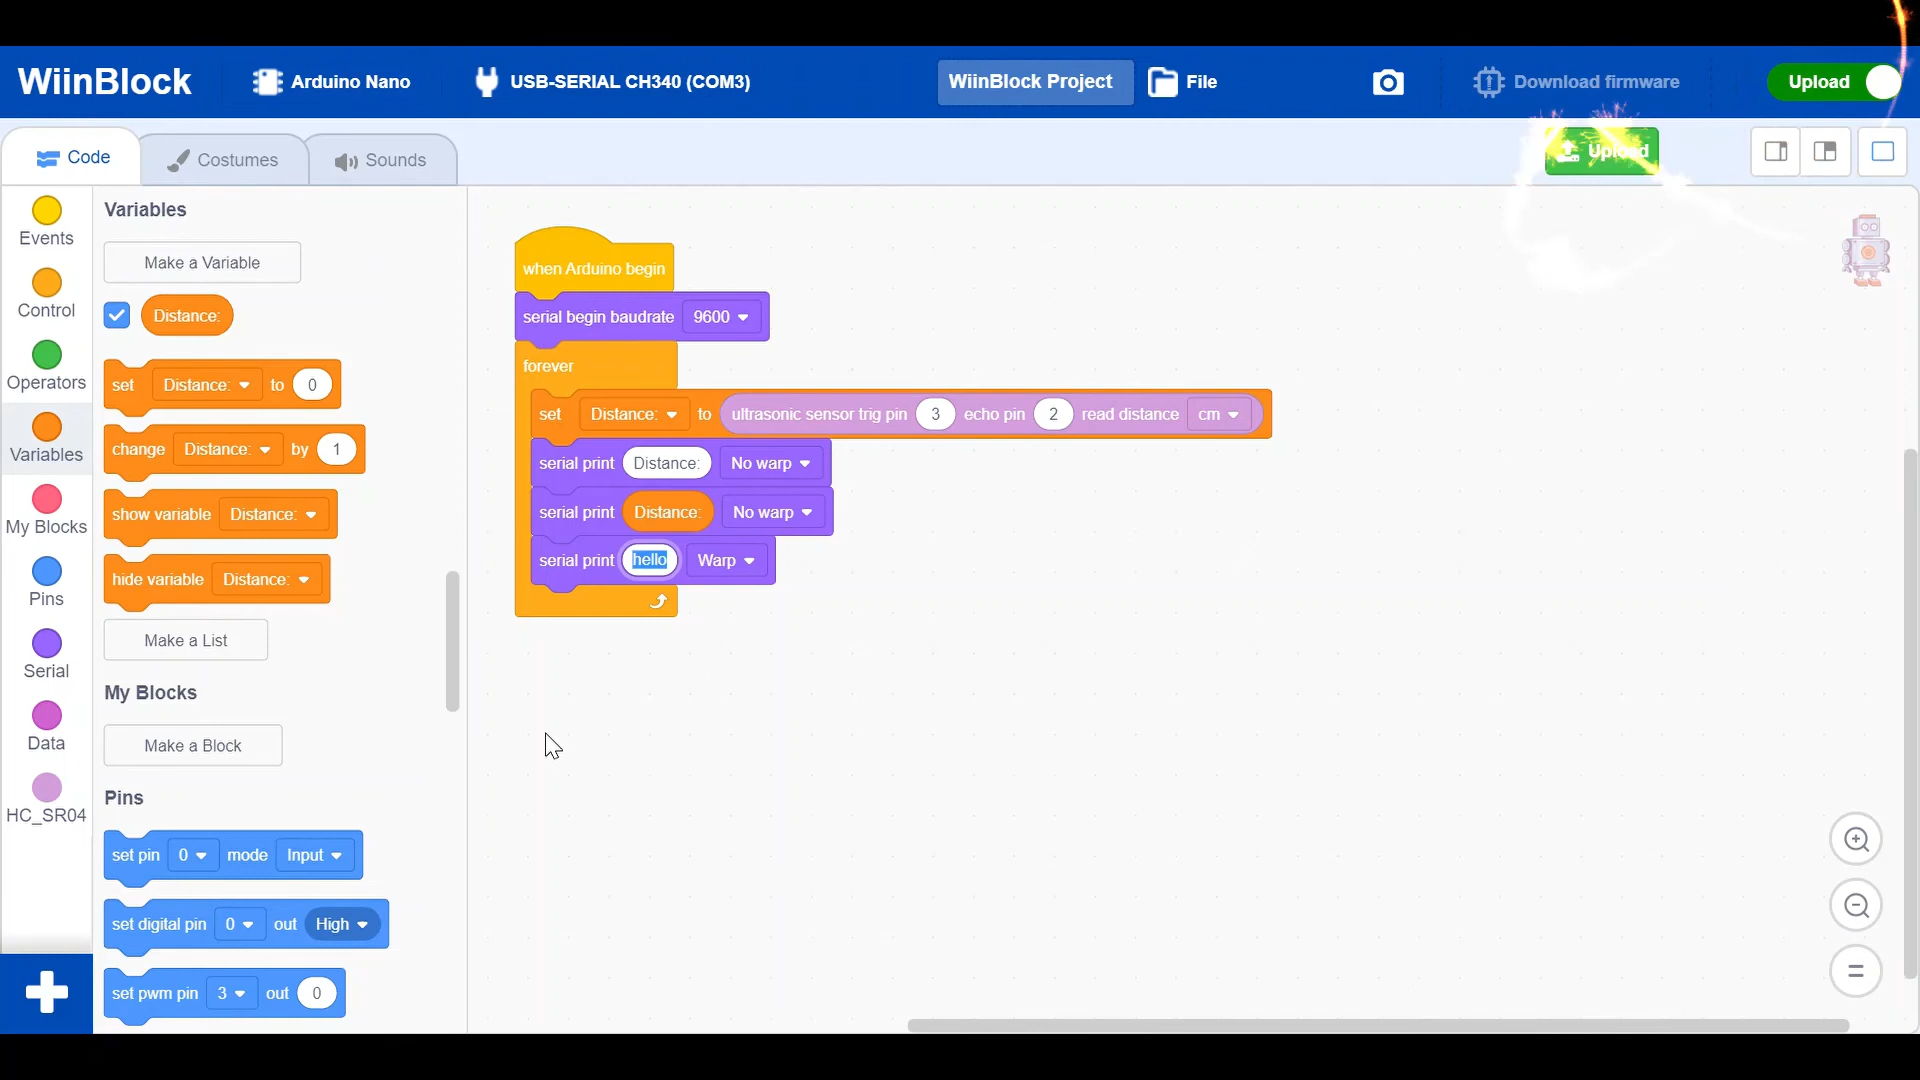 WiinBlock
Arduino Nano
USB-SERIAL CH340 (COM3)
WiinBlock Project
File
Download firmware
Upload
Code
Costumes
Sounds
Upload
Events
Control
Operators
Variables
My Blocks
Pins
Serial
Data
HC_SR04
Variables
Make a Variable
Distance:
set Distance: to 0
change Distance: by 1
show variable Distance:
hide variable Distance:
Make a List
My Blocks
Make a Block
Pins
set pin 0 mode Input
set digital pin 0 out High
set pwm pin 3 out 0
when Arduino begin
serial begin baudrate 9600
forever
set Distance: to ultrasonic sensor trig pin 3 echo pin 2 read distance cm
serial print Distance: No warp
serial print Distance: No warp
serial print hello Warp